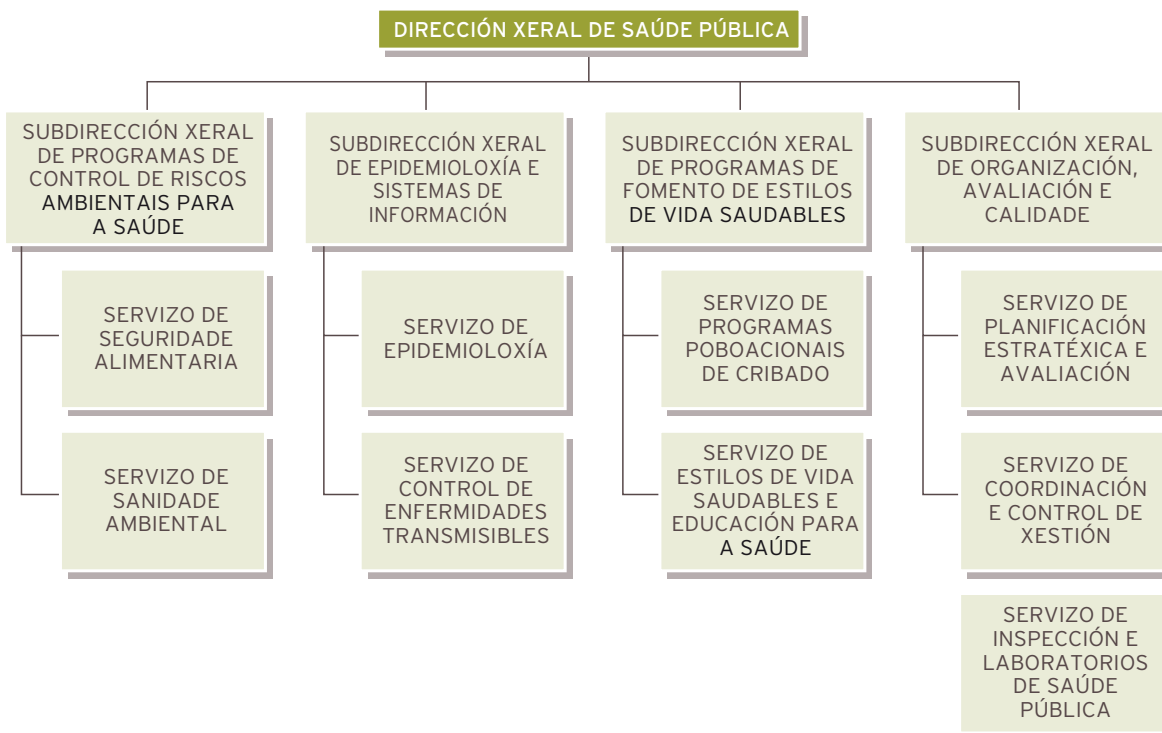 DIRECCIÓN XERAL DE SAÚDE PÚBLICA
SUBDIRECCIÓN XERAL
DE PROGRAMAS DE
CONTROL DE RISCOS
AMBIENTAIS PARA
A SAÚDE
SUBDIRECCIÓN XERAL
DE EPIDEMIOLOXÍA E
SISTEMAS DE
INFORMACIÓN
SUBDIRECCIÓN XERAL
DE PROGRAMAS DE
FOMENTO DE ESTILOS
DE VIDA SAUDABLES
SUBDIRECCIÓN XERAL
DE ORGANIZACIÓN,
AVALIACIÓN E
CALIDADE
SERVIZO DE
SEGURIDADE
ALIMENTARIA
SERVIZO DE
EPIDEMIOLOXÍA
SERVIZO DE
PROGRAMAS
POBOACIONAIS
DE CRIBADO
SERVIZO DE
PLANIFICACIÓN
ESTRATÉXICA E
AVALIACIÓN
SERVIZO DE
SANIDADE
AMBIENTAL
SERVIZO DE
CONTROL DE
ENFERMIDADES
TRANSMISIBLES
SERVIZO DE
ESTILOS DE VIDA
SAUDABLES E
EDUCACIÓN PARA
A SAÚDE
SERVIZO DE
COORDINACIÓN
E CONTROL DE
XESTIÓN
SERVIZO DE
INSPECCIÓN E
LABORATORIOS
DE SAÚDE
PÚBLICA